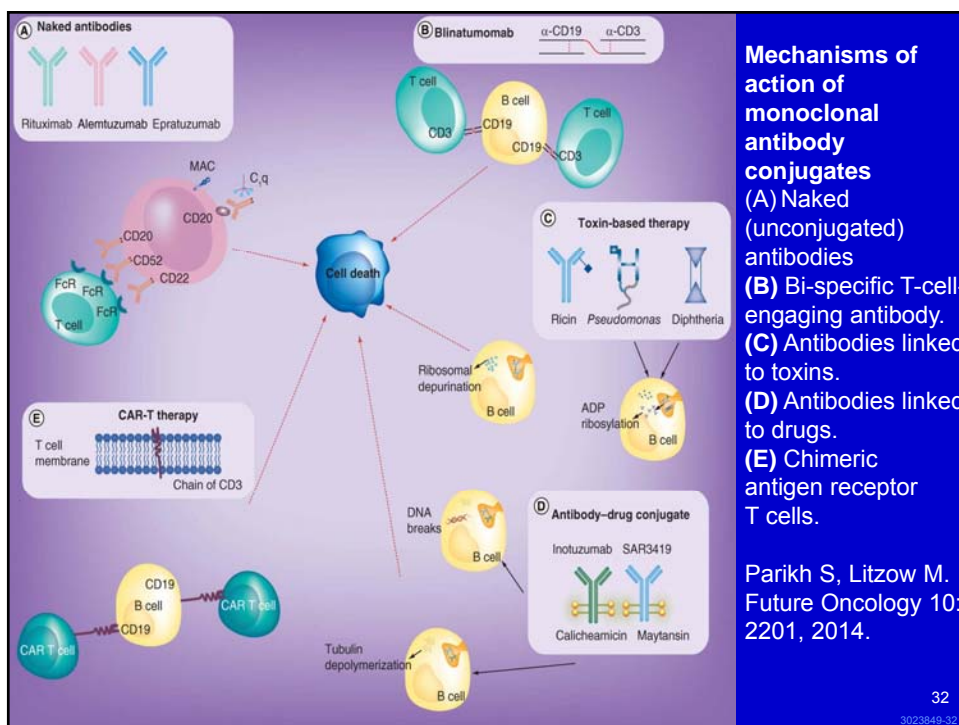 A Naked antibodies
Rituximab Alemtuzumab Epratuzumab
B Blinatumomab
α-CD19 α-CD3
T cell
CD3
B cell
CD19
CD19
T cell
CD3
MAC
C1q
CD20
CD20
CD52
CD22
FcR
FcR
FcR
T cell
Cell death
C
Toxin-based therapy
Ricin Pseudomonas Diphtheria
Ribosomal
depurination
B cell
ADP
ribosylation
B cell
E
CAR-T therapy
T cell
membrane
Chain of CD3
CD19
B cell
CD19
CAR T cell
CAR T cell
DNA
breaks
B cell
D Antibody–drug conjugate
Inotuzumab SAR3419
Calicheamicin Maytansin
Tubulin
depolymerization
B cell
Mechanisms of
action of
monoclonal
antibody
conjugates
(A) Naked
(unconjugated)
antibodies
(B) Bi-specific T-cell-
engaging antibody.
(C) Antibodies linked
to toxins.
(D) Antibodies linked
to drugs.
(E) Chimeric
antigen receptor
T cells.
Parikh S, Litzow M.
Future Oncology 10:
2201, 2014.
32
3023849-32